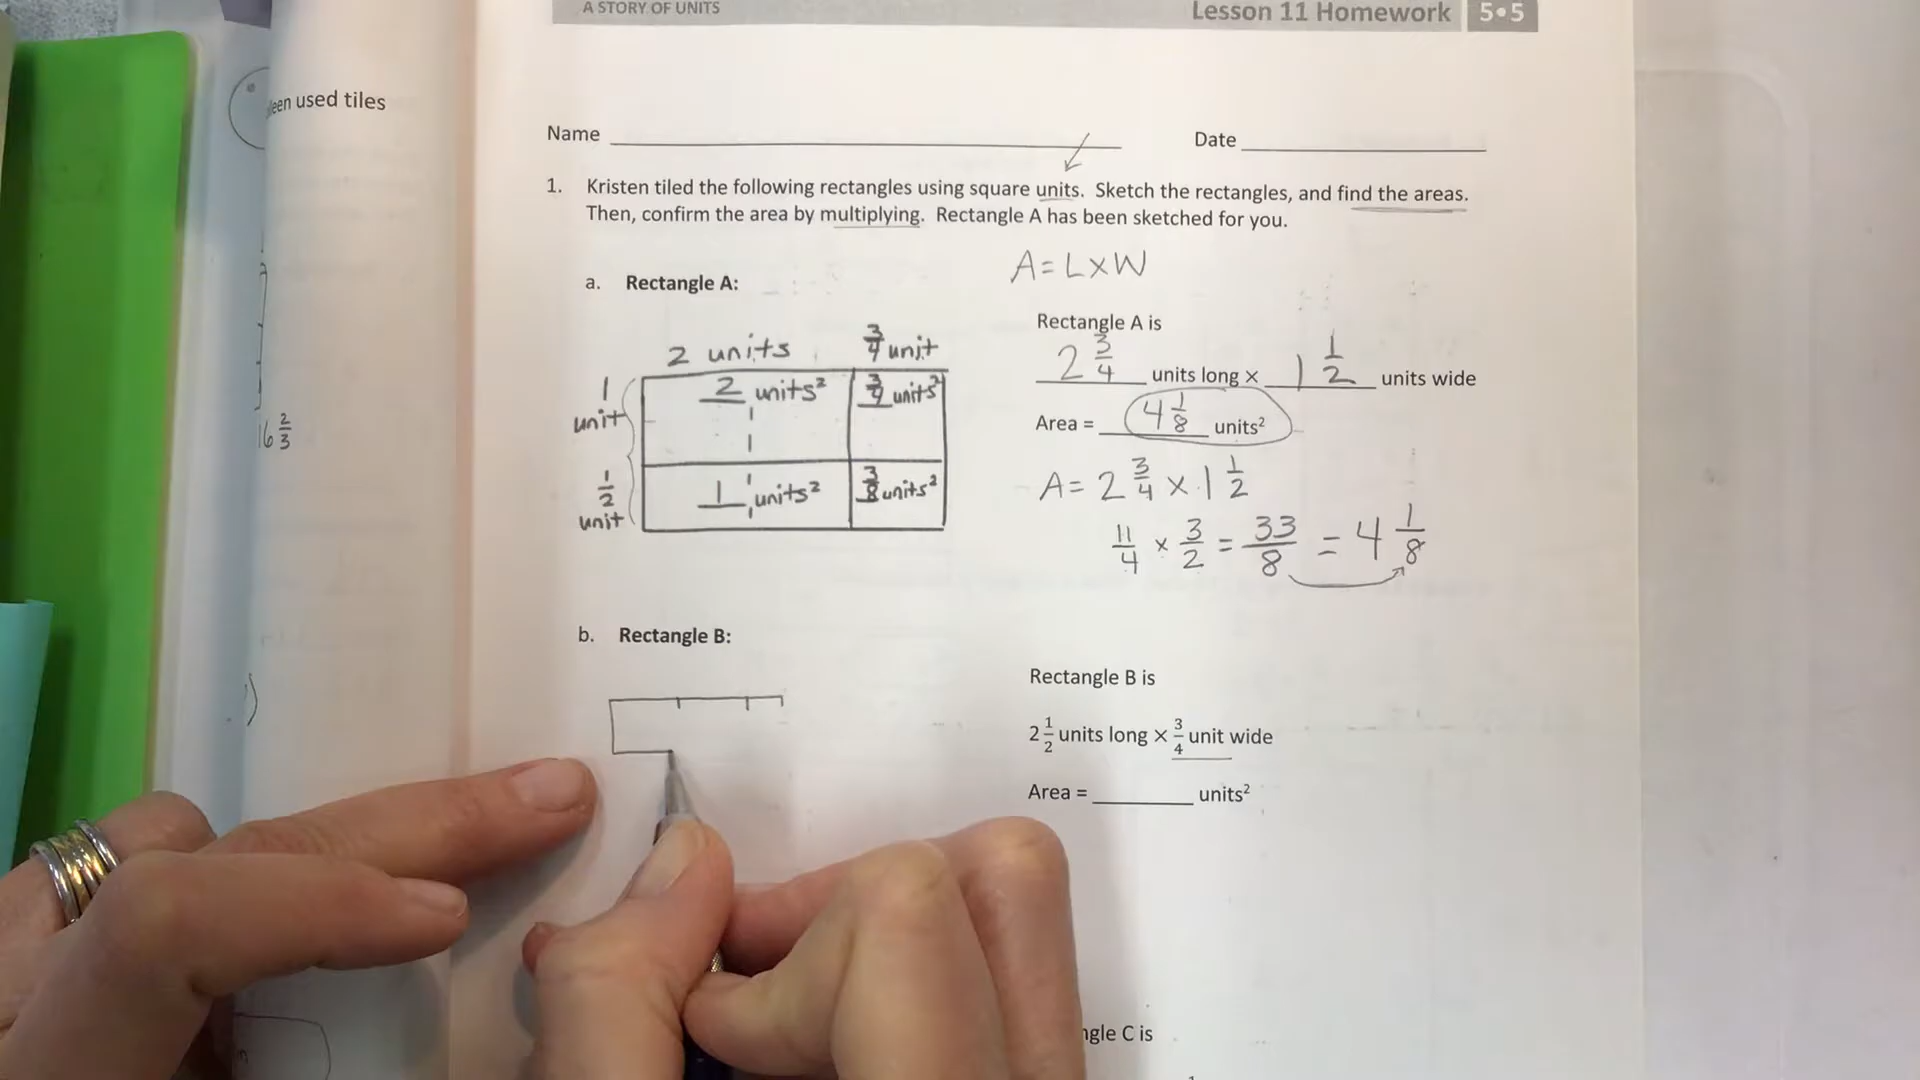 A STORY OF UNITS
Lesson 11 Homework 5•5
used tiles
Name
Date
1. Kristen tiled the following rectangles using square units. Sketch the rectangles, and find the areas.
Then, confirm the area by multiplying. Rectangle A has been sketched for you.
A = L x W
a. Rectangle A:
Rectangle A is
2 units 3/4 unit
2 3/4 units long × 1 1/2 units wide
1 unit
2 units² 3/4 units²
Area = 4 1/8 units²
16 2/3
1/2 unit
1 units² 3/8 units²
A = 2 3/4 x 1 1/2
11/4 x 3/2 = 33/8 = 4 1/8
b. Rectangle B:
Rectangle B is
2 1/2 units long × 3/4 unit wide
Area = units²
C is